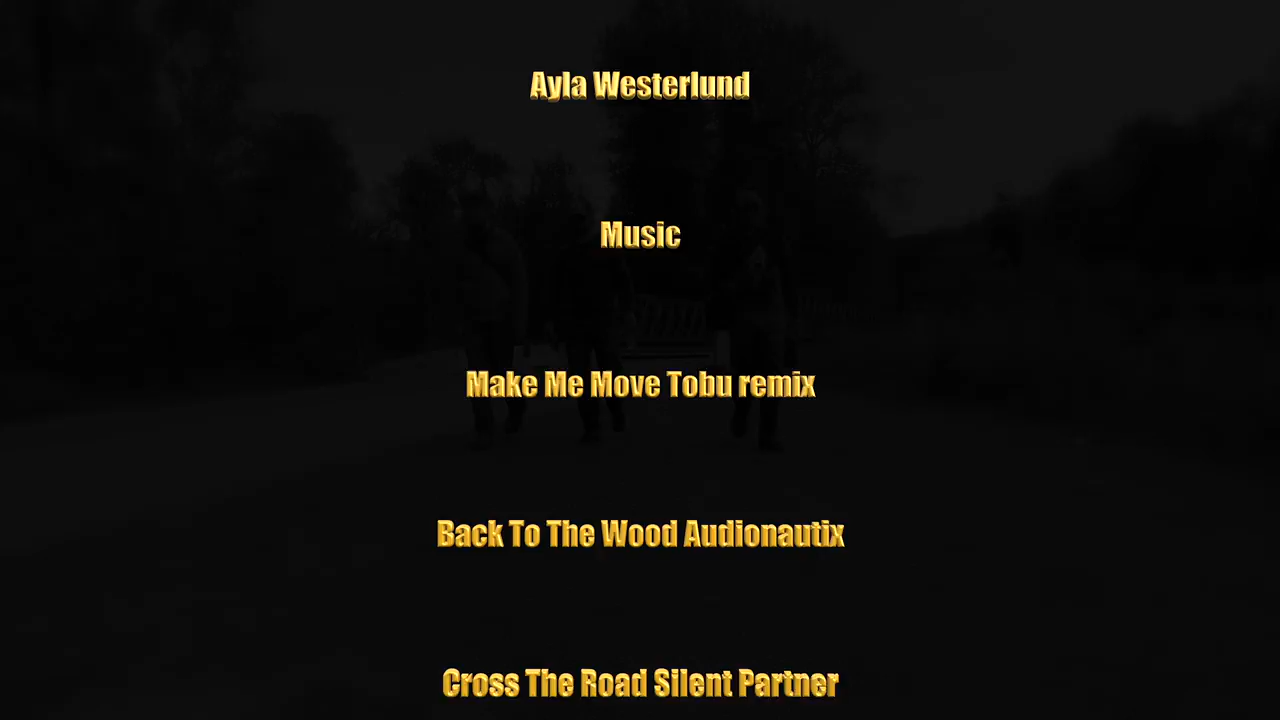 Ayla Westerlund
Music
Make Me Move Tobu remix
Back To The Wood Audionautix
Cross The Road Silent Partner